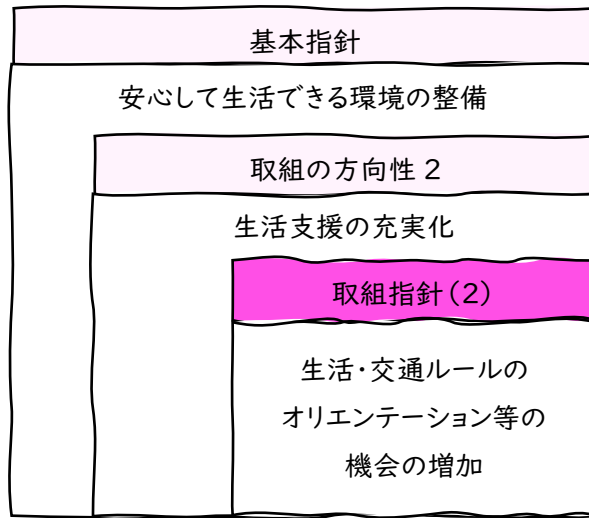 基本指針
安心して生活できる環境の整備
取組の方向性 2
生活支援の充実化
取組指針(2)
生活・交通ルールの
オリエンテーション等の
機会の増加